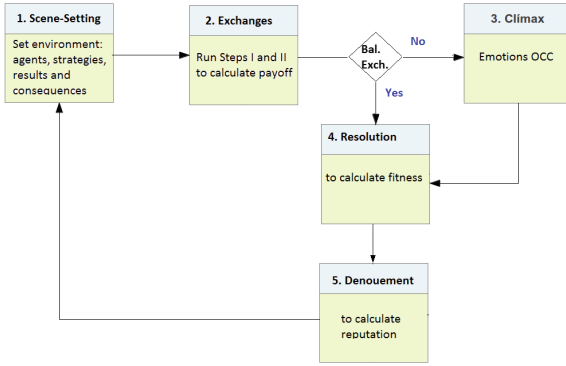 1. Scene-Setting
Set environment:
agents, strategies,
results and
consequences
2. Exchanges
Run Steps I and II
to calculate payoff
Bal.
Exch.
No
Yes
3. Clímax
Emotions OCC
4. Resolution
to calculate fitness
5. Denouement
to calculate
reputation